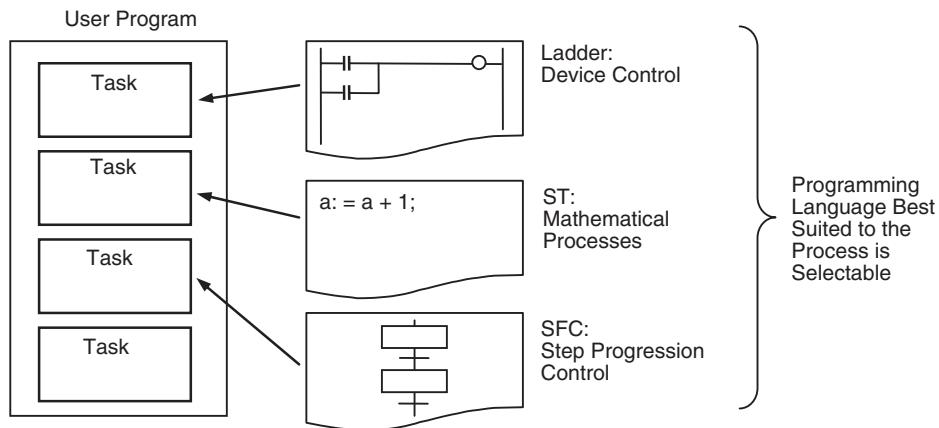 User Program
Task
Task
Task
Task
Ladder:
Device Control
a: = a + 1;
ST:
Mathematical
Processes
SFC:
Step Progression
Control
Programming
Language Best
Suited to the
Process is
Selectable